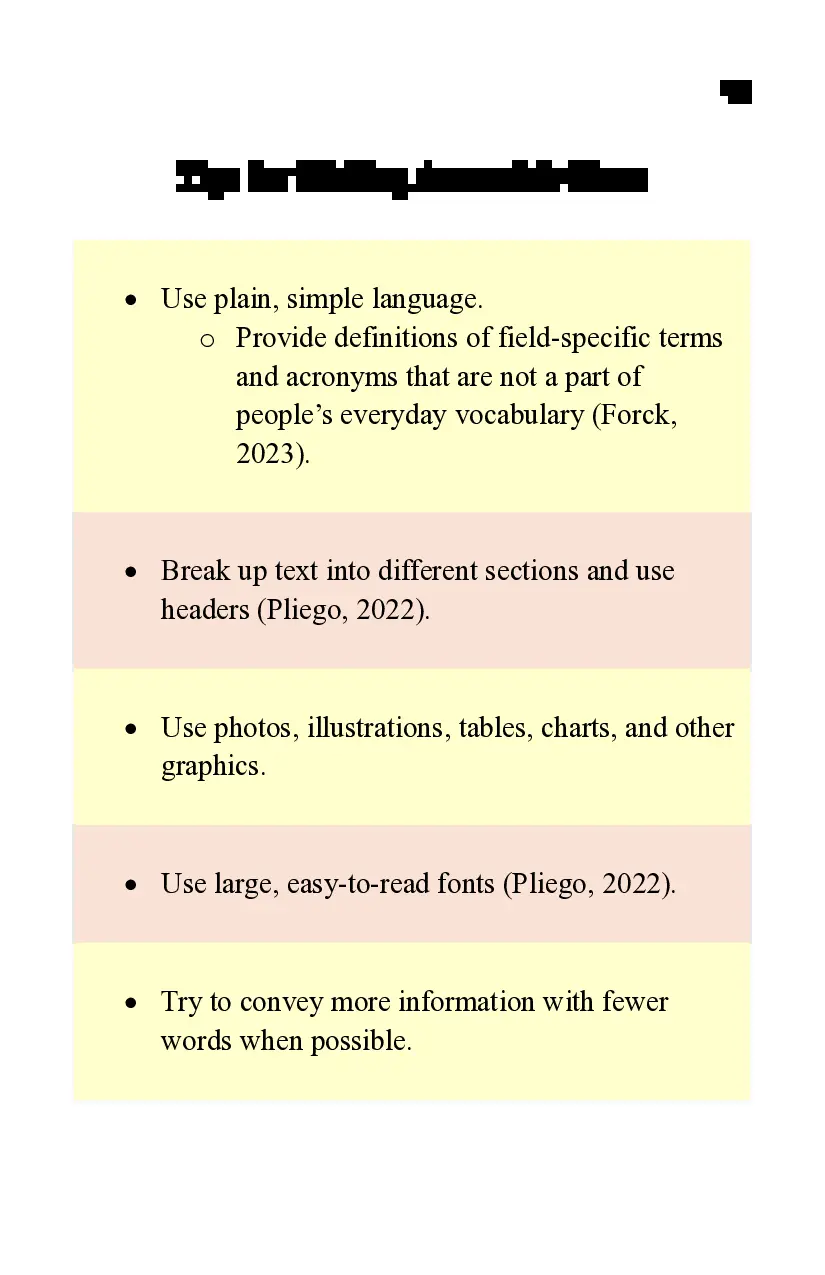 • Use plain, simple language.
o Provide definitions of field-specific terms
and acronyms that are not a part of
people’s everyday vocabulary (Forck,
2023).
• Break up text into different sections and use
headers (Pliego, 2022).
• Use photos, illustrations, tables, charts, and other
graphics.
• Use large, easy-to-read fonts (Pliego, 2022).
• Try to convey more information with fewer
words when possible.